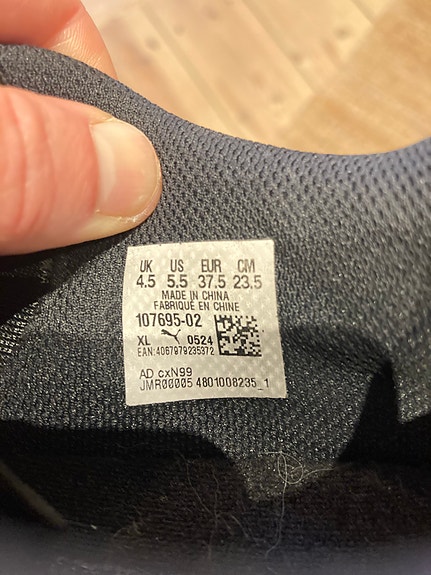 UK US EUR CM
4.5 5.5 37.5 23.5
MADE IN CHINA
FABRIQUÉ EN CHINE
107695-02
XL 0524
EAN:4067979235372
AD cxN99
JMR00005 4801008235_1